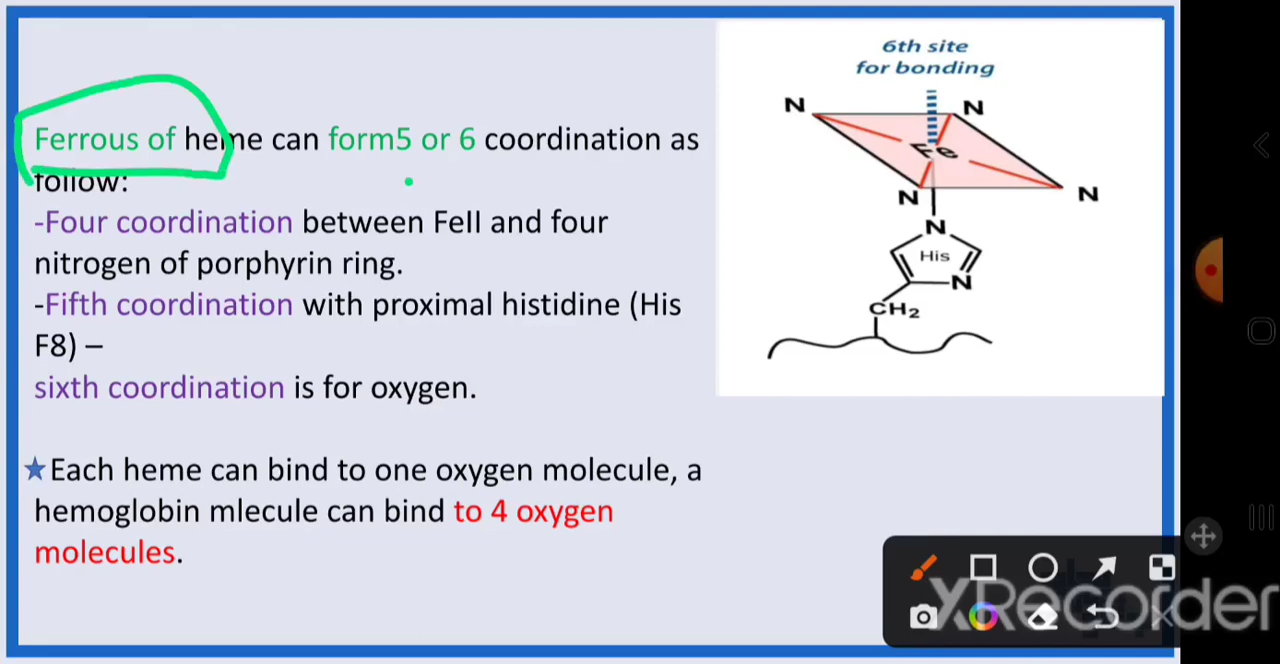 Ferrous of heme can form5 or 6 coordination as
follow:
-Four coordination between FeII and four
nitrogen of porphyrin ring.
-Fifth coordination with proximal histidine (His
F8) –
sixth coordination is for oxygen.
★Each heme can bind to one oxygen molecule, a
hemoglobin mlecule can bind to 4 oxygen
molecules.
6th site
for bonding
N N
Fe
N N
N
His
N
CH2
XRecorder